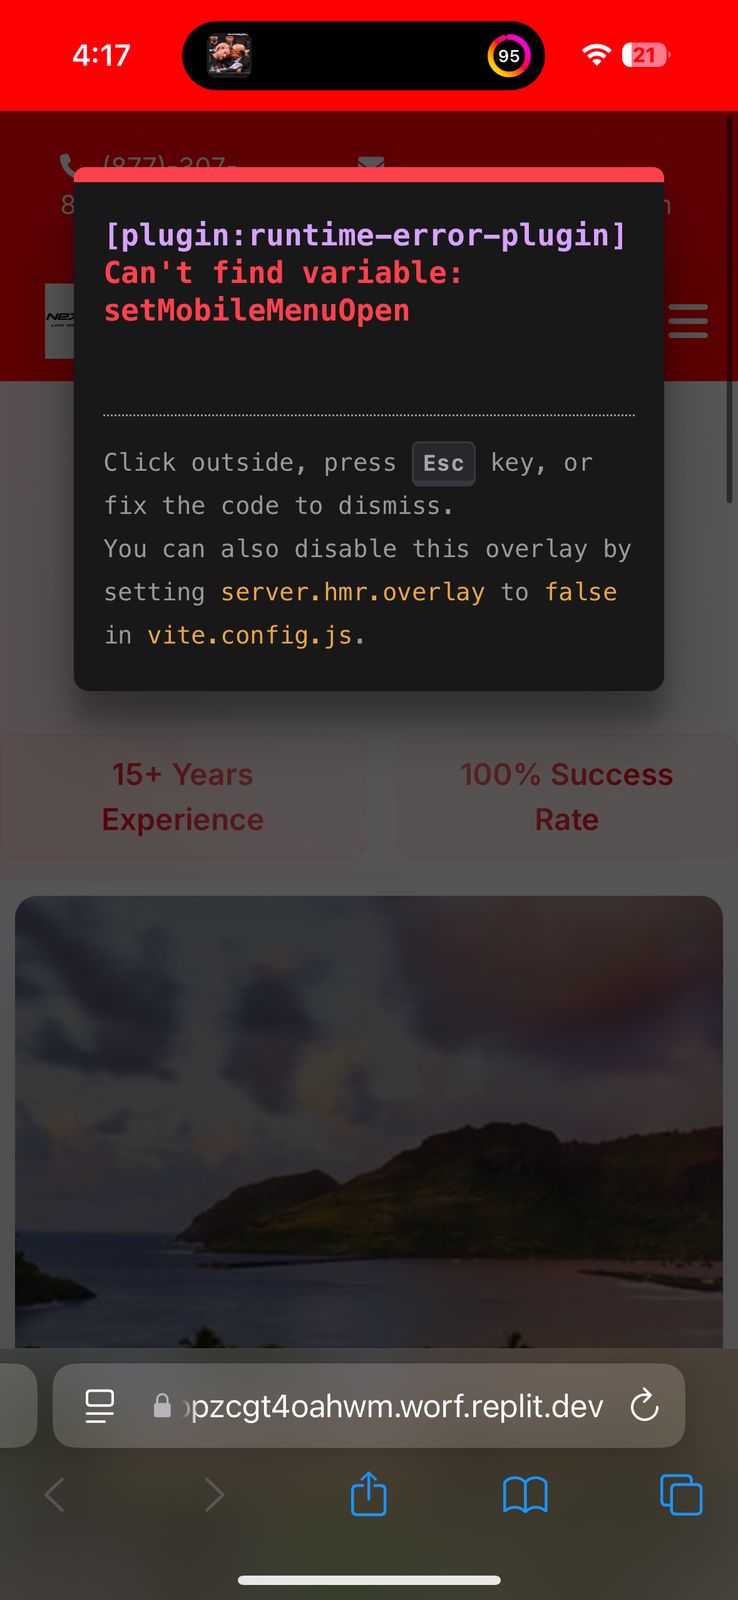 4:17
95
21
(877)-307-
8
[plugin:runtime-error-plugin]
Can't find variable:
setMobileMenuOpen
Click outside, press Esc key, or
fix the code to dismiss.
You can also disable this overlay by
setting server.hmr.overlay to false
in vite.config.js.
15+ Years
Experience
100% Success
Rate
pzcgt4oahwm.worf.replit.dev